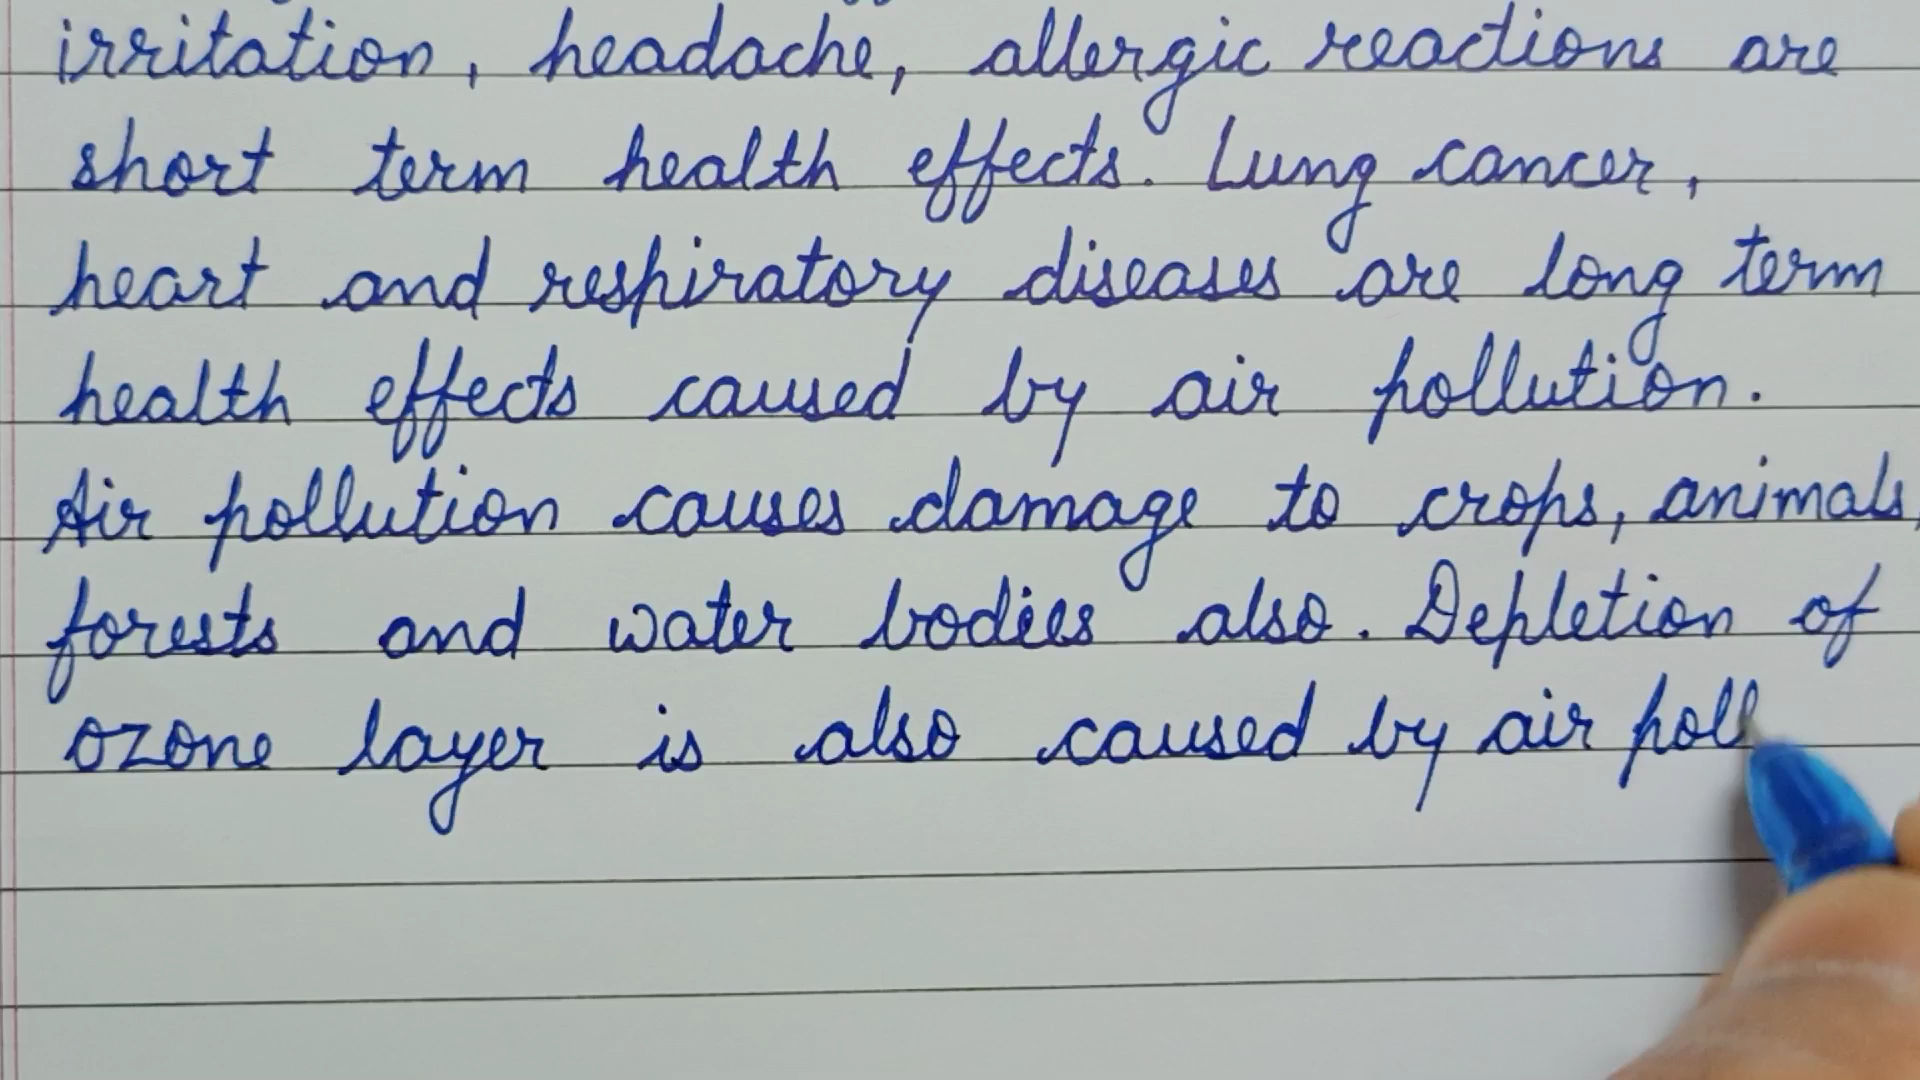 irritation, headache, allergic reactions are
short term health effects. Lung cancer,
heart and respiratory diseases are long term
health effects caused by air pollution.
Air pollution causes damage to crops, animals,
forests and water bodies also. Depletion of
ozone layer is also caused by air poll